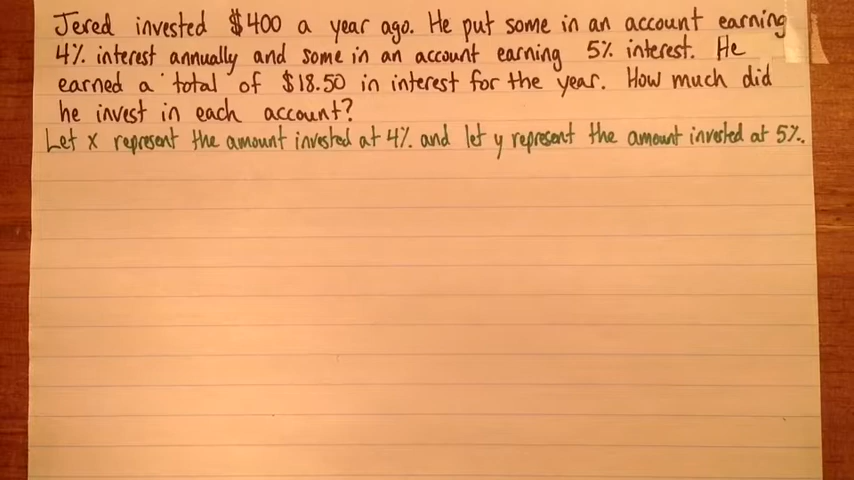 Jered invested $400 a year ago. He put some in an account earning
4% interest annually and some in an account earning 5% interest. He
earned a total of $18.50 in interest for the year. How much did
he invest in each account?
Let x represent the amount invested at 4% and let y represent the amount invested at 5%.